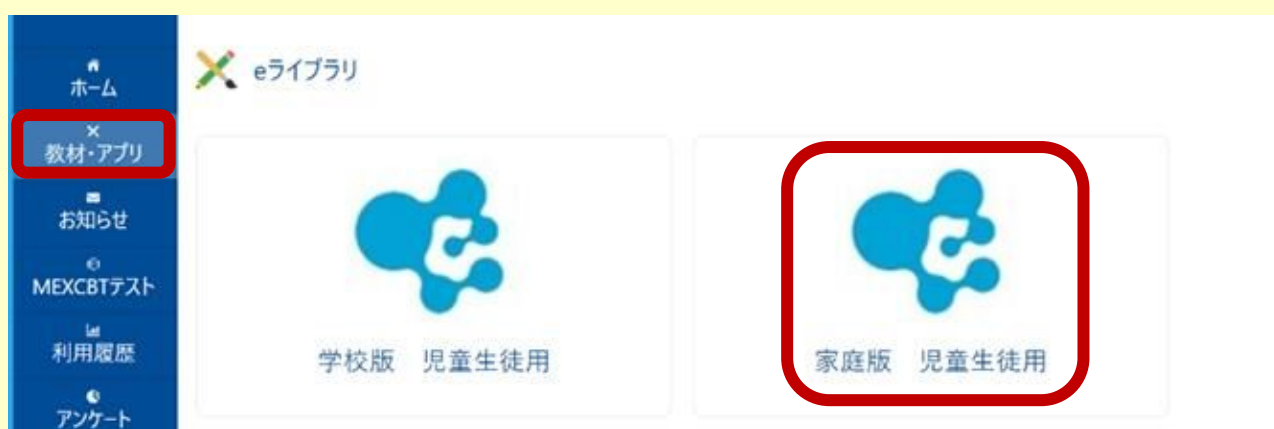 ホーム
教材・アプリ
お知らせ
MEXCBTテスト
利用履歴
アンケート
eライブラリ
学校版 児童生徒用
家庭版 児童生徒用